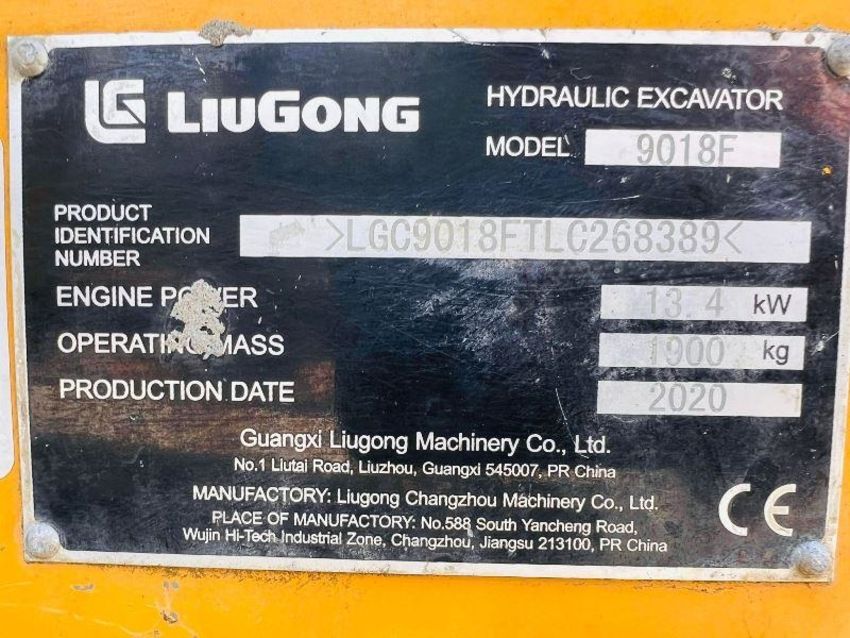 LG LIUGONG
HYDRAULIC EXCAVATOR
MODEL 9018F
PRODUCT
IDENTIFICATION
NUMBER
>LGC9018FTLC268389<
ENGINE POWER 13.4 kW
OPERATING MASS 1900 kg
PRODUCTION DATE 2020
Guangxi Liugong Machinery Co., Ltd.
No.1 Liutai Road, Liuzhou, Guangxi 545007, PR China
MANUFACTORY: Liugong Changzhou Machinery Co., Ltd.
PLACE OF MANUFACTORY: No.588 South Yancheng Road,
Wujin Hi-Tech Industrial Zone, Changzhou, Jiangsu 213100, PR China
CE